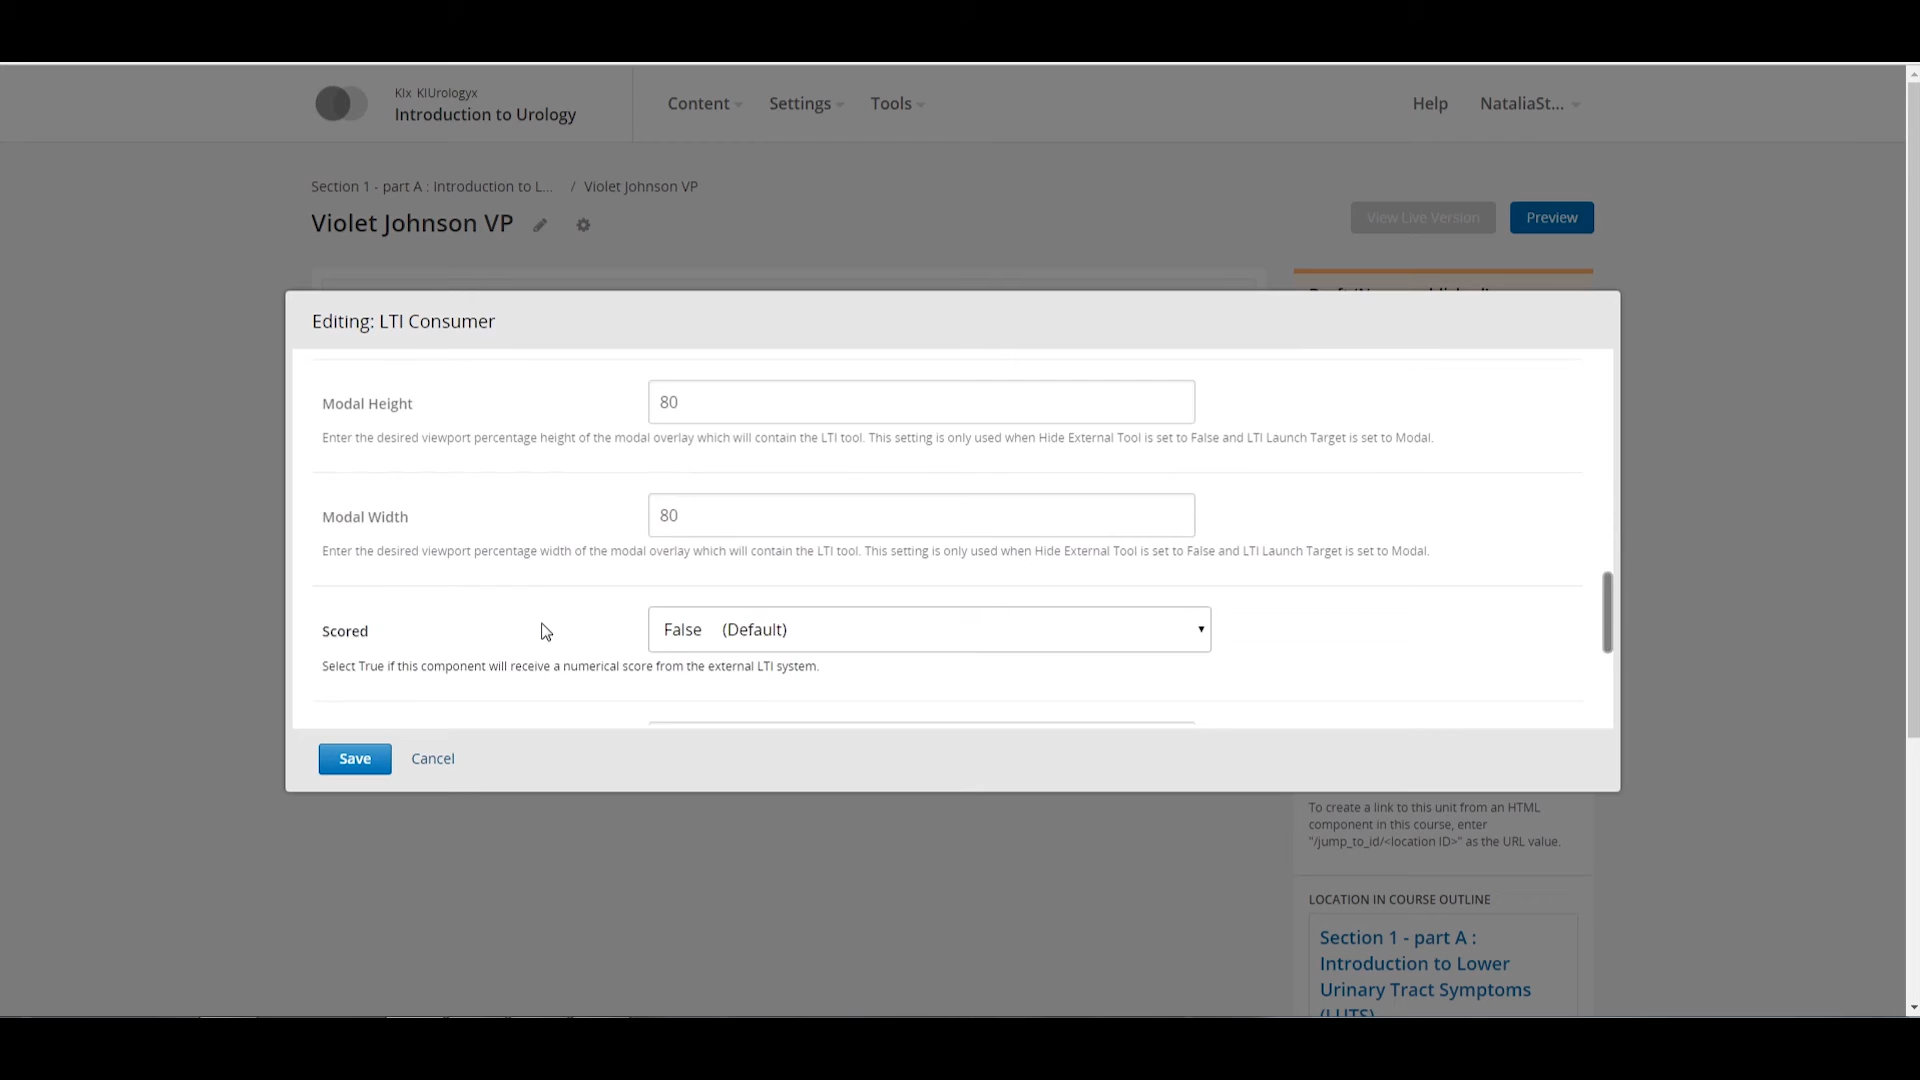 KIx KIUrologyx
Introduction to Urology
Content
Settings
Tools
Help
NataliaSt...
Section 1 - part A : Introduction to L... / Violet Johnson VP
Violet Johnson VP
View Live Version
Preview
Editing: LTI Consumer
Modal Height
80
Enter the desired viewport percentage height of the modal overlay which will contain the LTI tool. This setting is only used when Hide External Tool is set to False and LTI Launch Target is set to Modal.
Modal Width
80
Enter the desired viewport percentage width of the modal overlay which will contain the LTI tool. This setting is only used when Hide External Tool is set to False and LTI Launch Target is set to Modal.
Scored
False (Default)
Select True if this component will receive a numerical score from the external LTI system.
Save
Cancel
To create a link to this unit from an HTML
component in this course, enter
"/jump_to_id/<location ID>" as the URL value.
LOCATION IN COURSE OUTLINE
Section 1 - part A :
Introduction to Lower
Urinary Tract Symptoms
(LUTS)